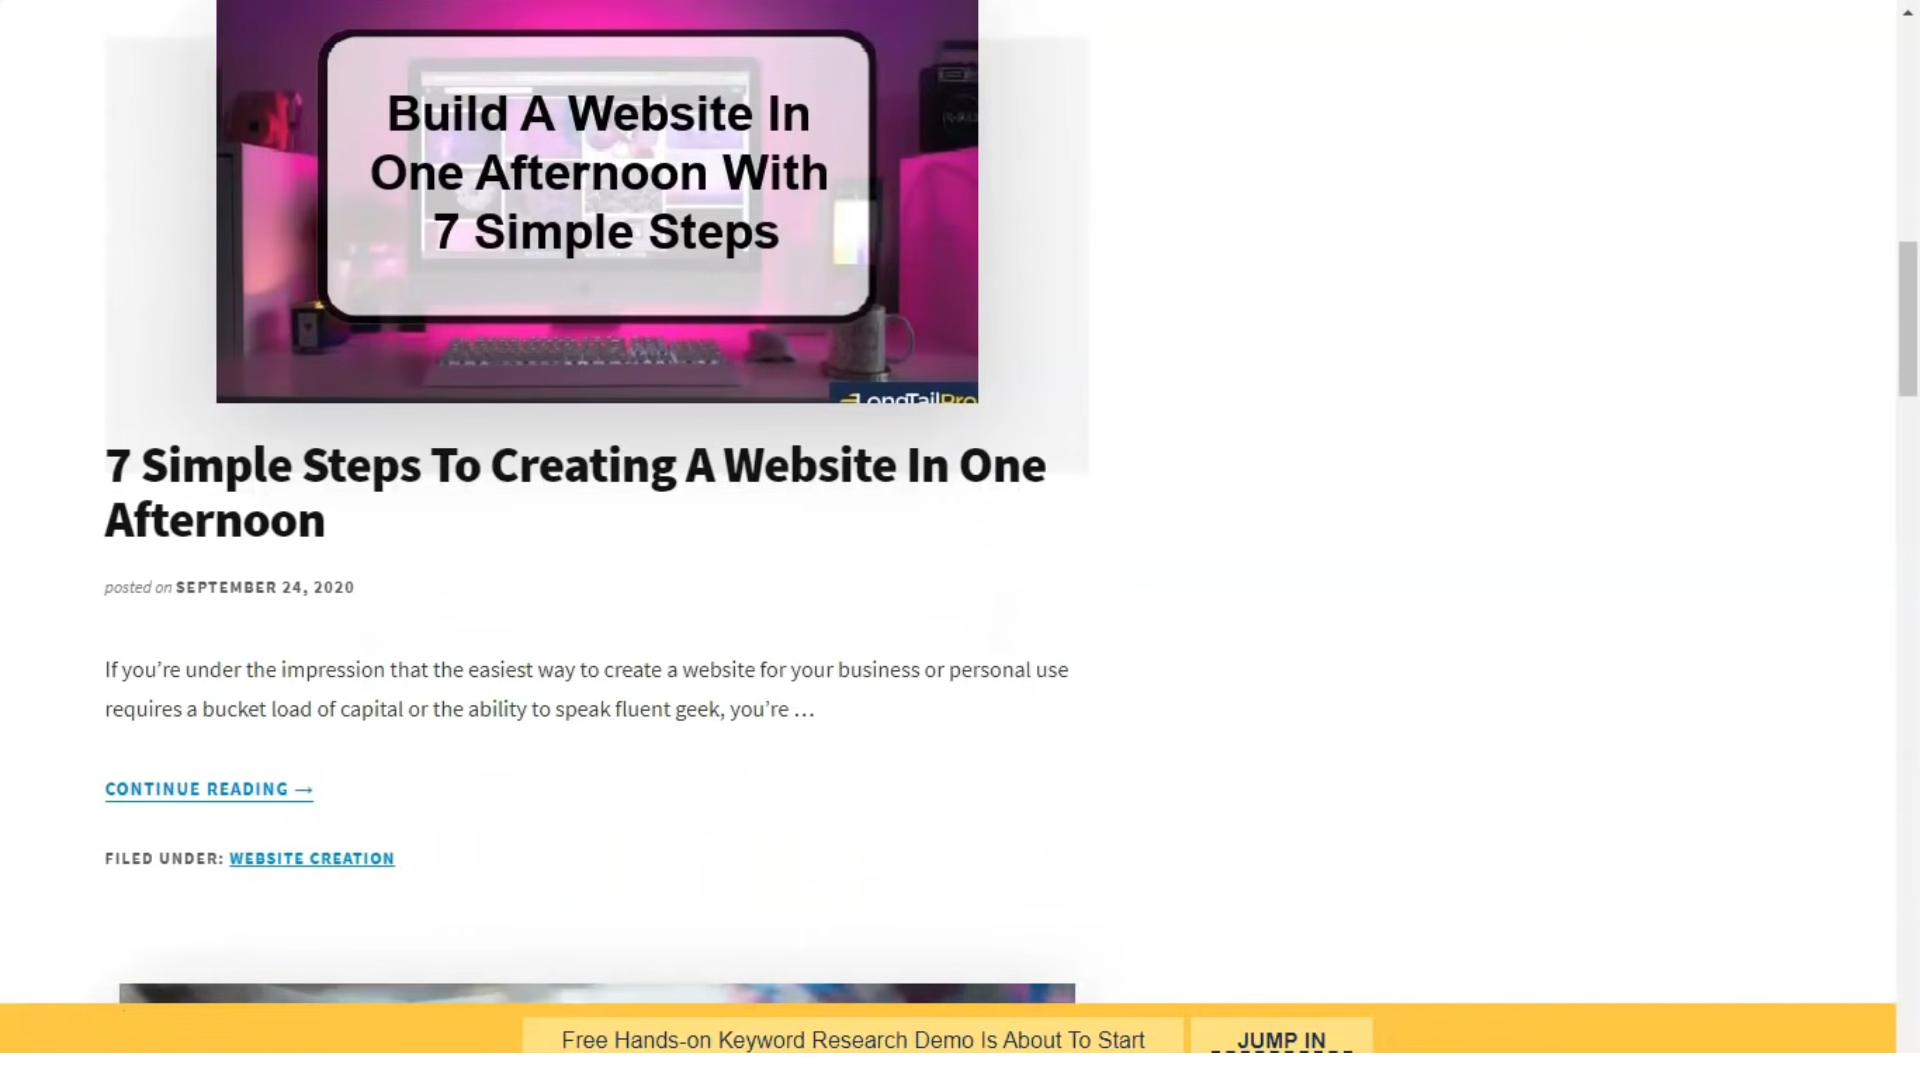 Build A Website In
One Afternoon With
7 Simple Steps
LongTailPro
7 Simple Steps To Creating A Website In One
Afternoon
posted on SEPTEMBER 24, 2020
If you’re under the impression that the easiest way to create a website for your business or personal use
requires a bucket load of capital or the ability to speak fluent geek, you’re …
CONTINUE READING →
FILED UNDER: WEBSITE CREATION
Free Hands-on Keyword Research Demo Is About To Start
JUMP IN